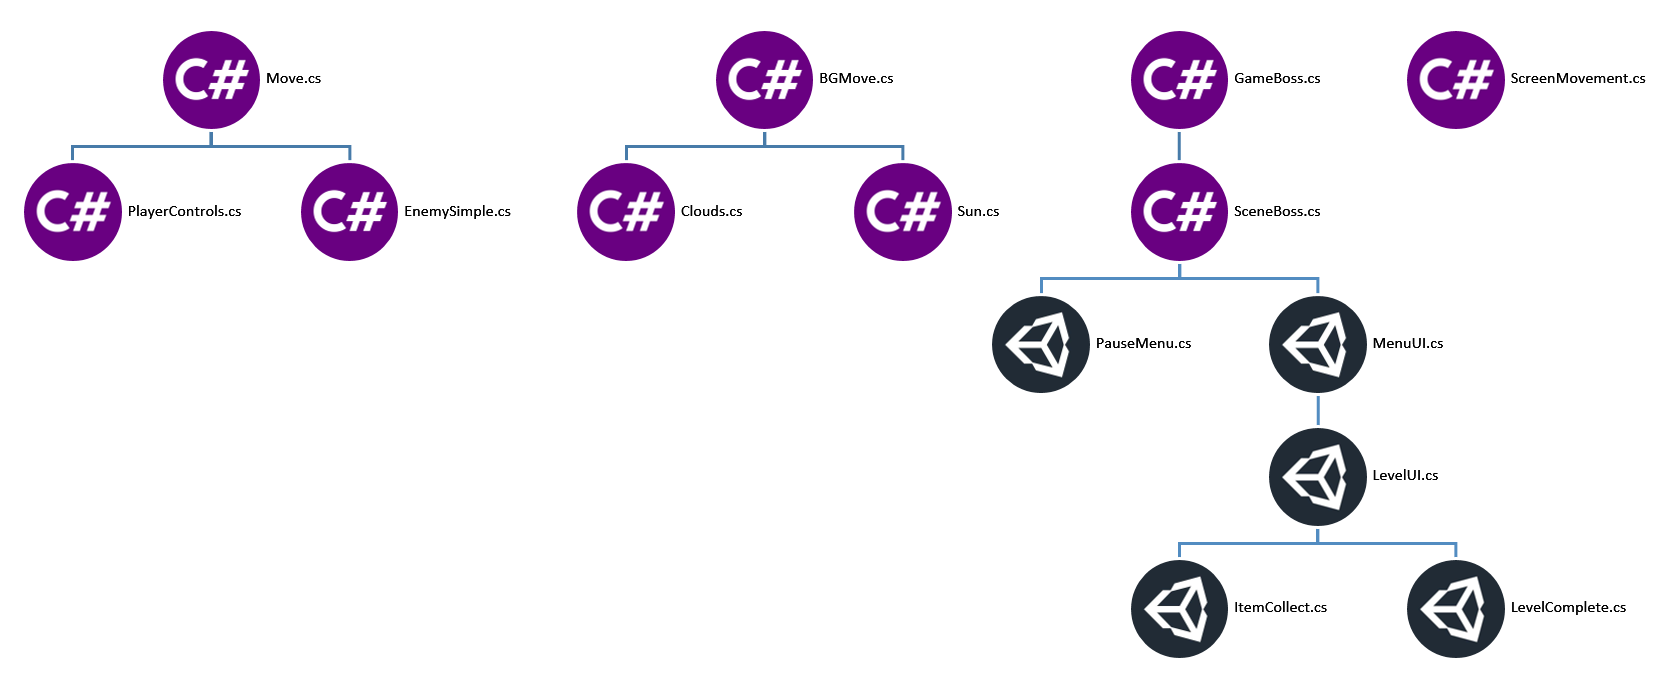 C# Move.cs
C# BGMove.cs
C# GameBoss.cs
C# ScreenMovement.cs
C# PlayerControls.cs
C# EnemySimple.cs
C# Clouds.cs
C# Sun.cs
C# SceneBoss.cs
PauseMenu.cs
MenuUI.cs
LevelUI.cs
ItemCollect.cs
LevelComplete.cs